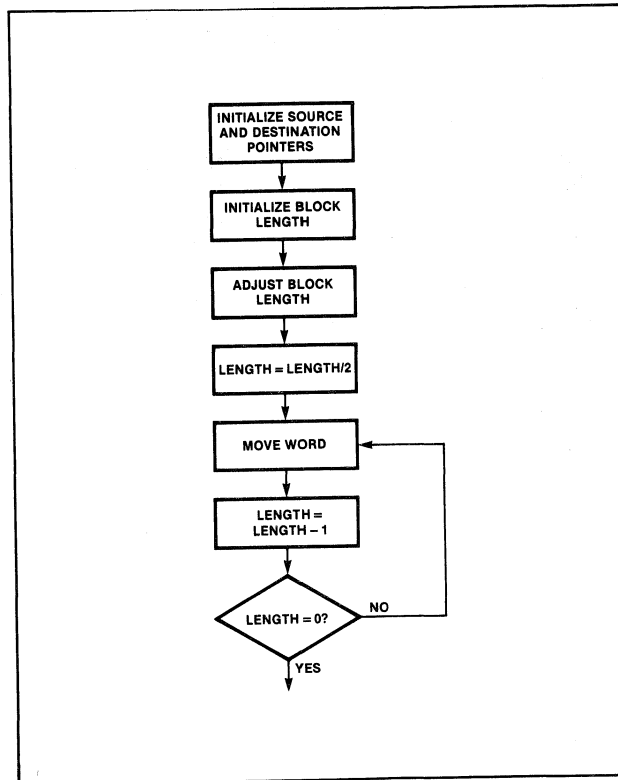 INITIALIZE SOURCE
AND DESTINATION
POINTERS
INITIALIZE BLOCK
LENGTH
ADJUST BLOCK
LENGTH
LENGTH = LENGTH/2
MOVE WORD
LENGTH =
LENGTH – 1
LENGTH = 0?
NO
YES